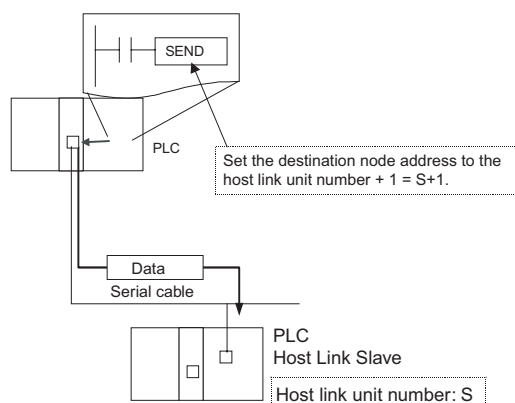 SEND
PLC
Set the destination node address to the
host link unit number + 1 = S+1.
Data
Serial cable
PLC
Host Link Slave
Host link unit number: S